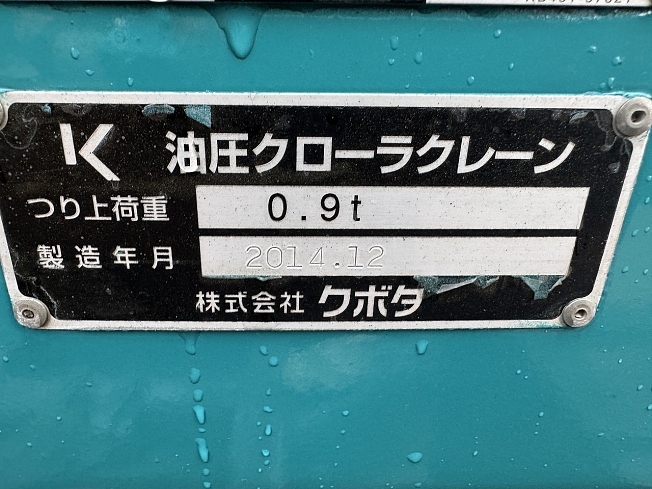 K 油圧クローラクレーン
つり上荷重 0.9t
製造年月 2014.12
株式会社 クボタ